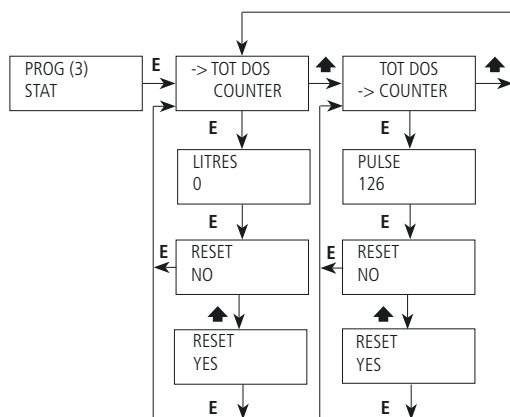 PROG (3)
STAT
E
-> TOT DOS
COUNTER
TOT DOS
-> COUNTER
E
E
LITRES
0
PULSE
126
E
E
E
RESET
NO
E
RESET
NO
RESET
YES
RESET
YES
E
E